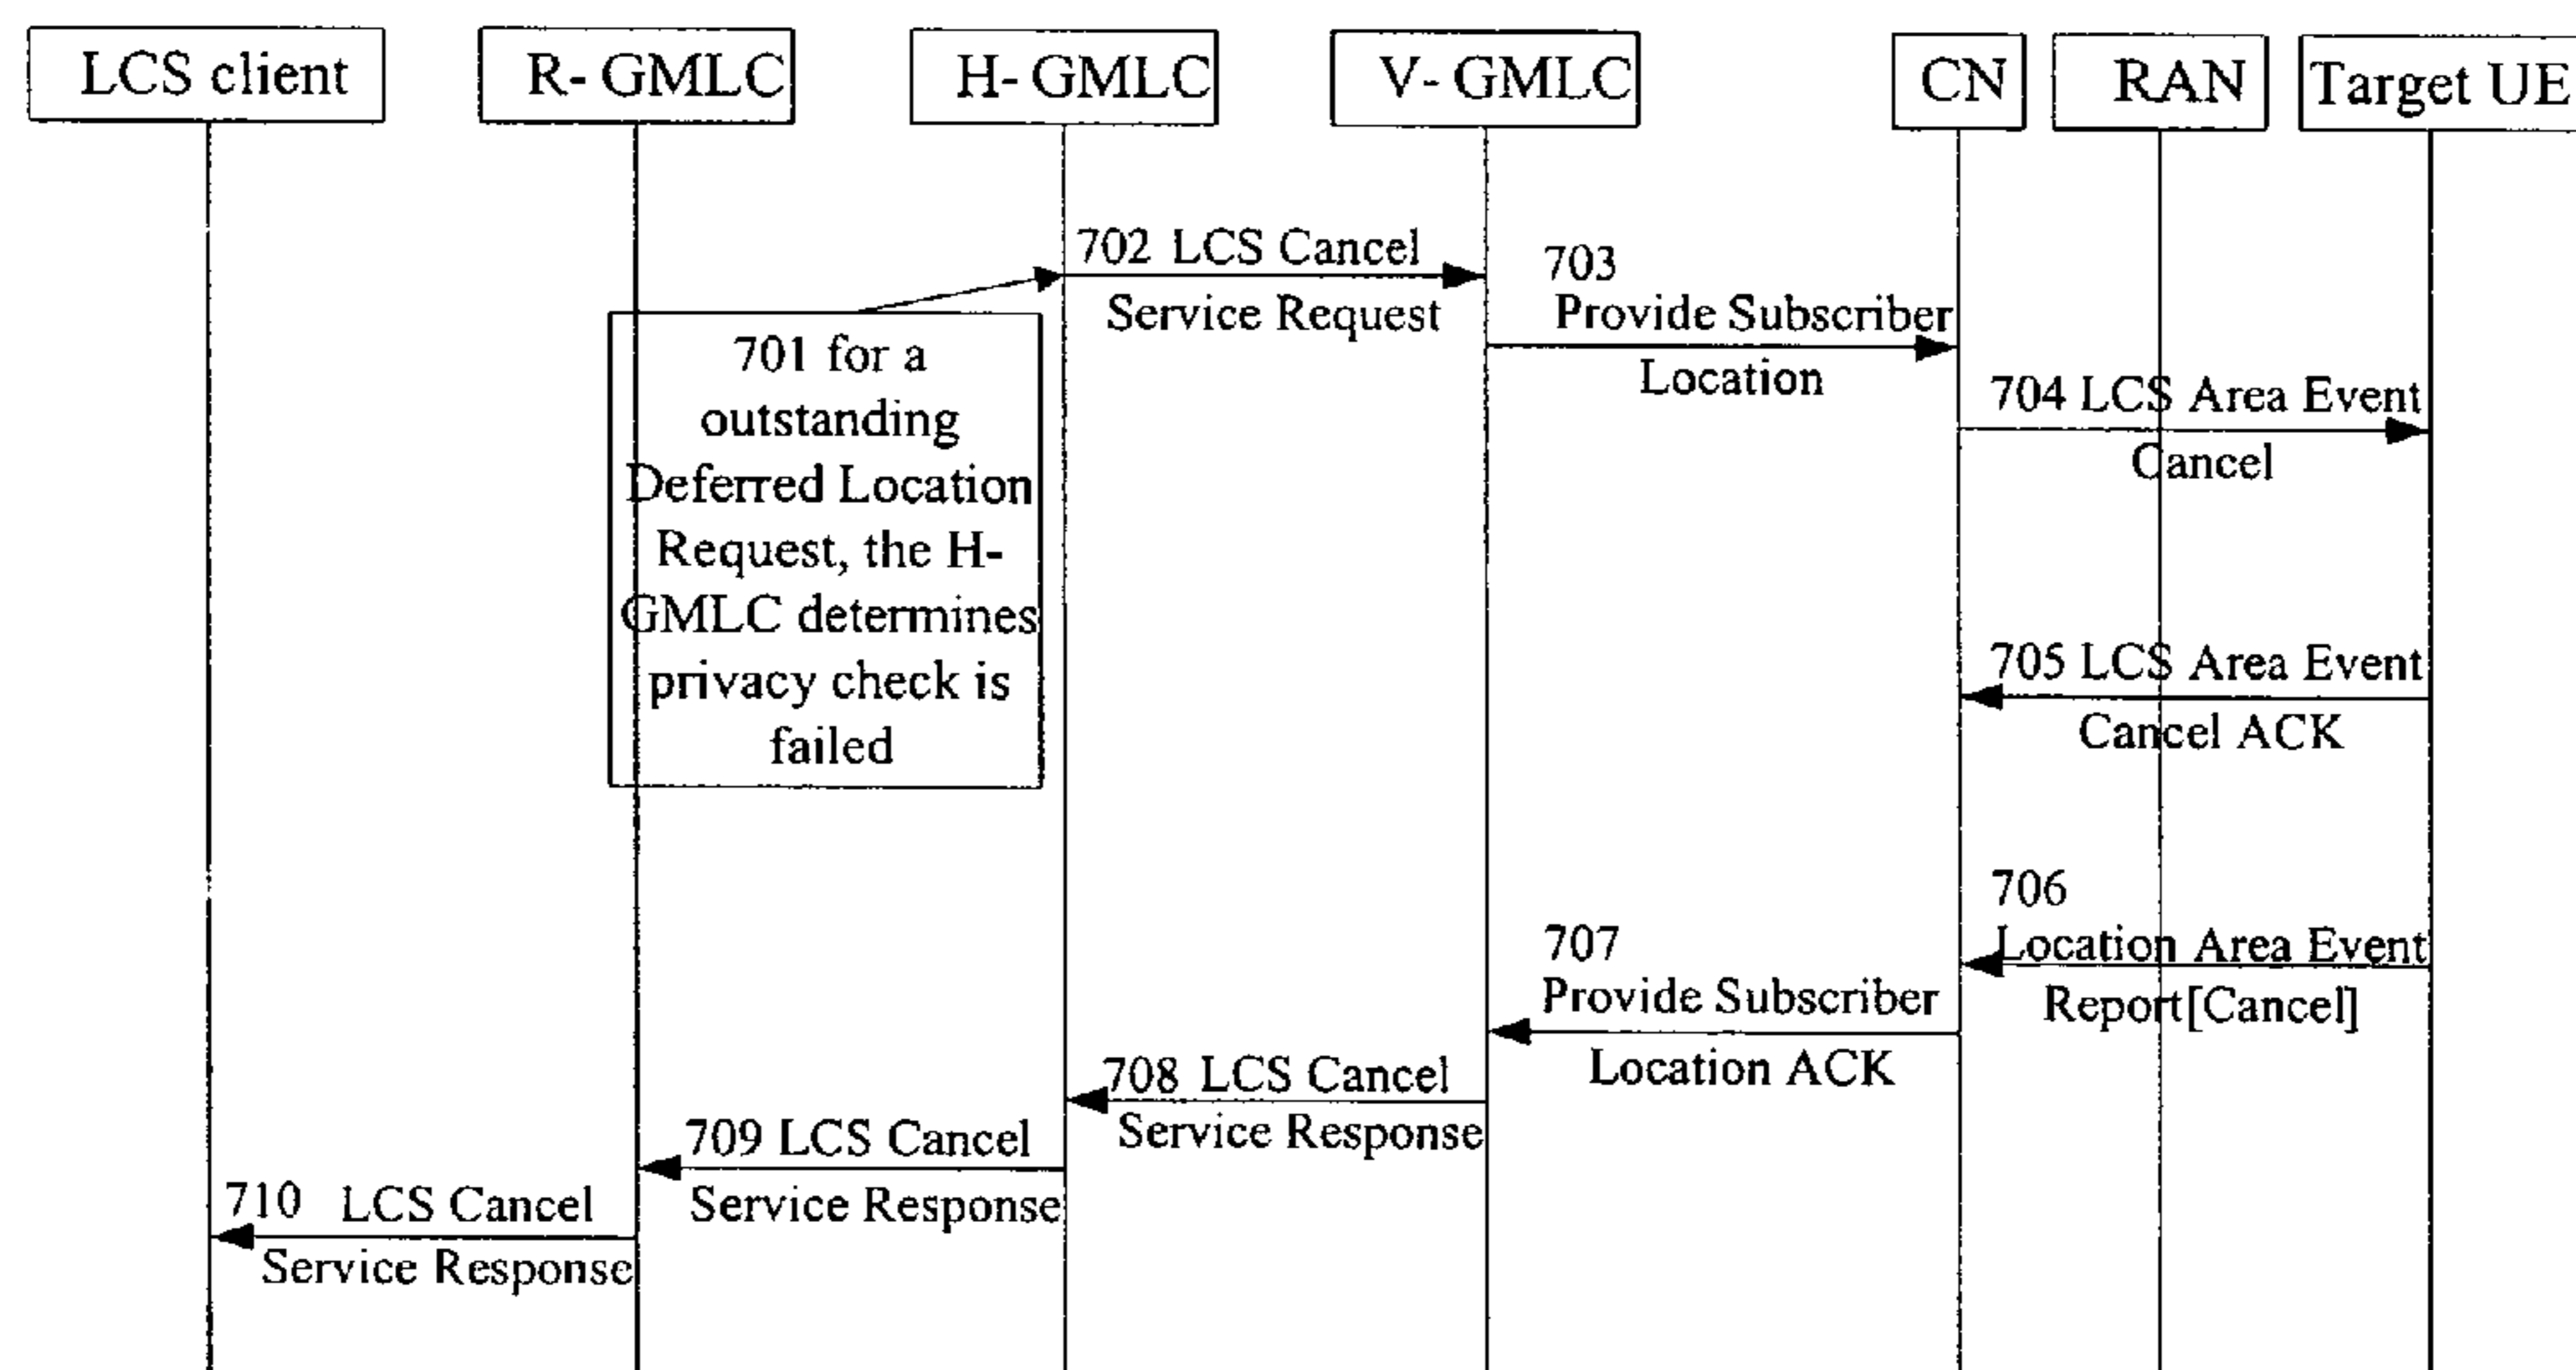 LCS client
R- GMLC
H- GMLC
V- GMLC
CN
RAN
Target UE
702 LCS Cancel
Service Request
703
Provide Subscriber
Location
701 for a
outstanding
Deferred Location
Request, the H-
GMLC determines
privacy check is
failed
704 LCS Area Event
Cancel
705 LCS Area Event
Cancel ACK
706
Location Area Event
Report[Cancel]
707
Provide Subscriber
Location ACK
708 LCS Cancel
Service Response
709 LCS Cancel
Service Response
710 LCS Cancel
Service Response